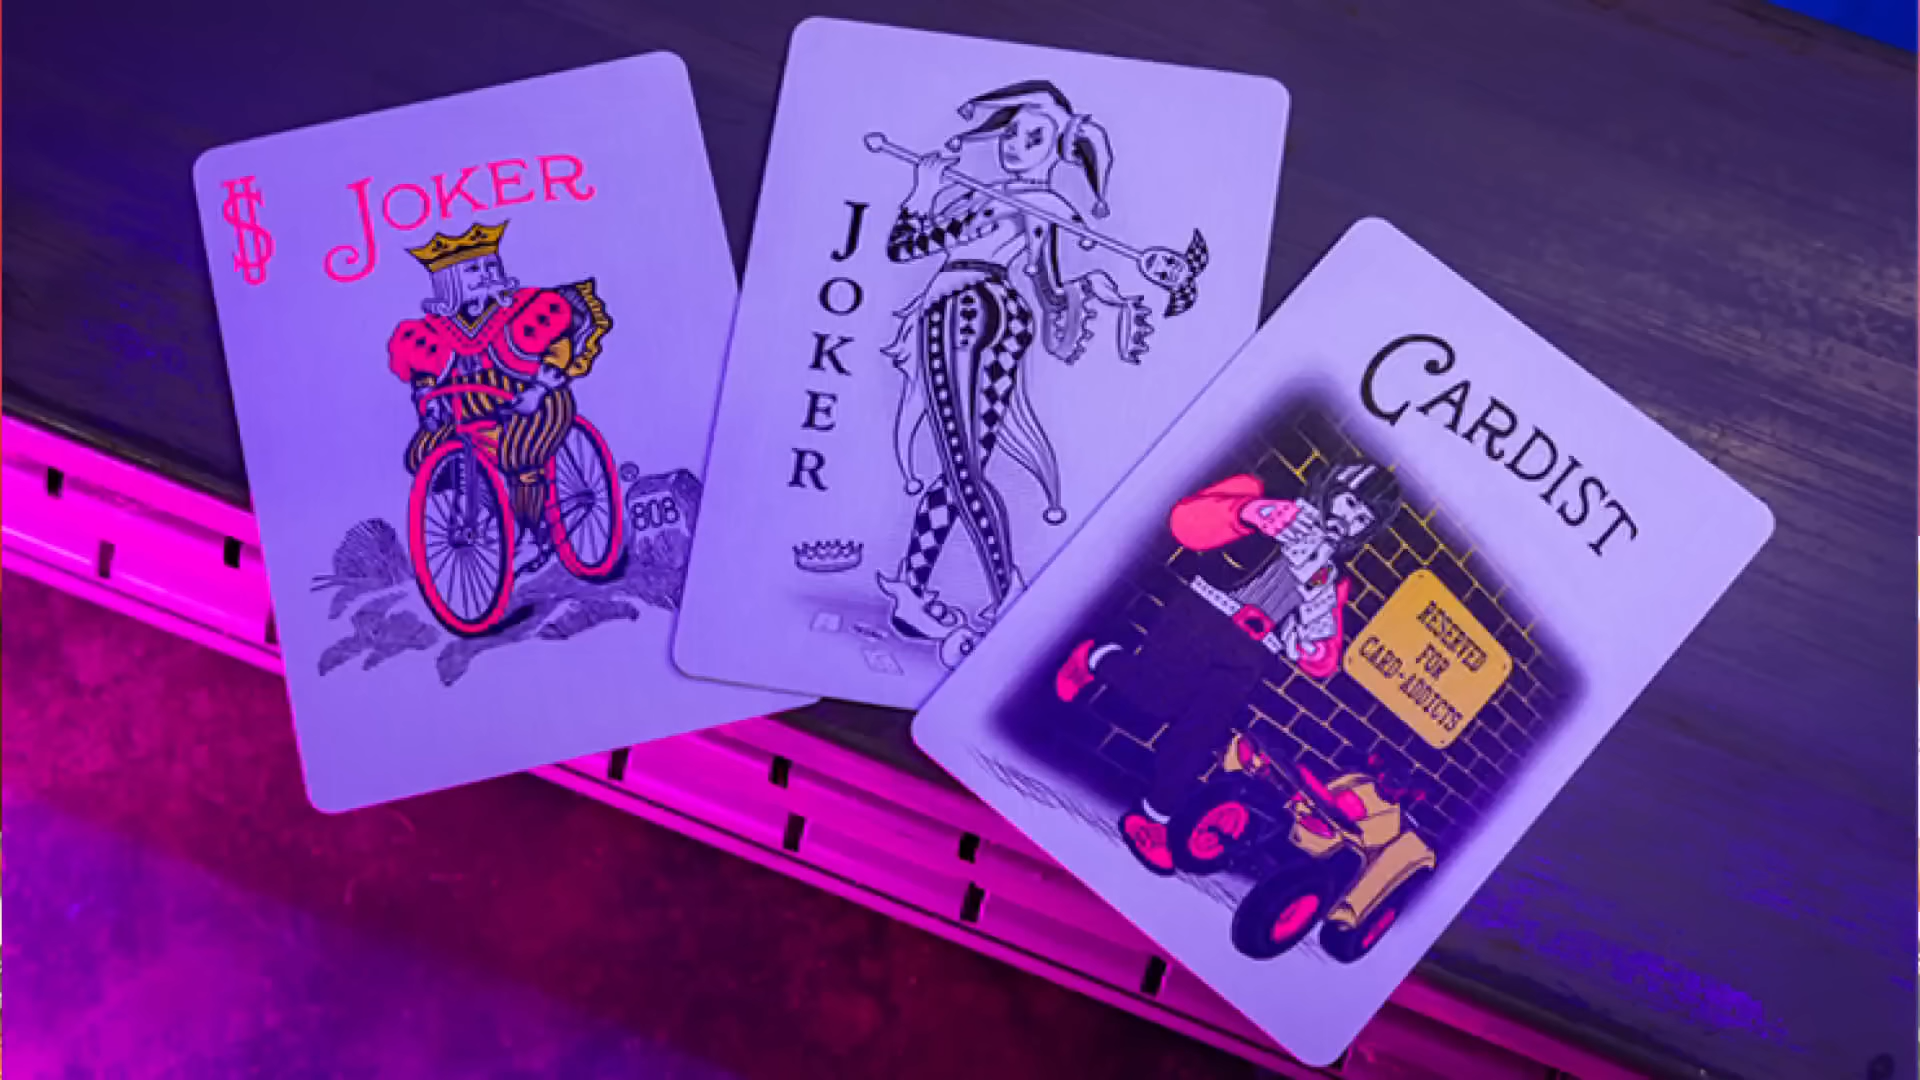 $ JOKER
808
JOKER
CARDIST
RESERVED
FOR
CARD-ADDICTS